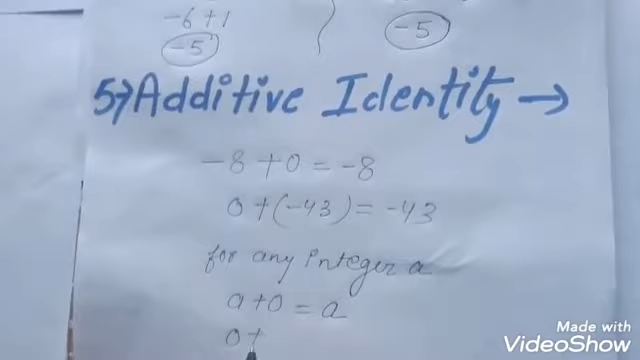 -6+1
-5
-5
5→Additive Identity →
-8+0 = -8
0+(-43) = -43
for any integer a
a+0 = a
0+
Made with
VideoShow